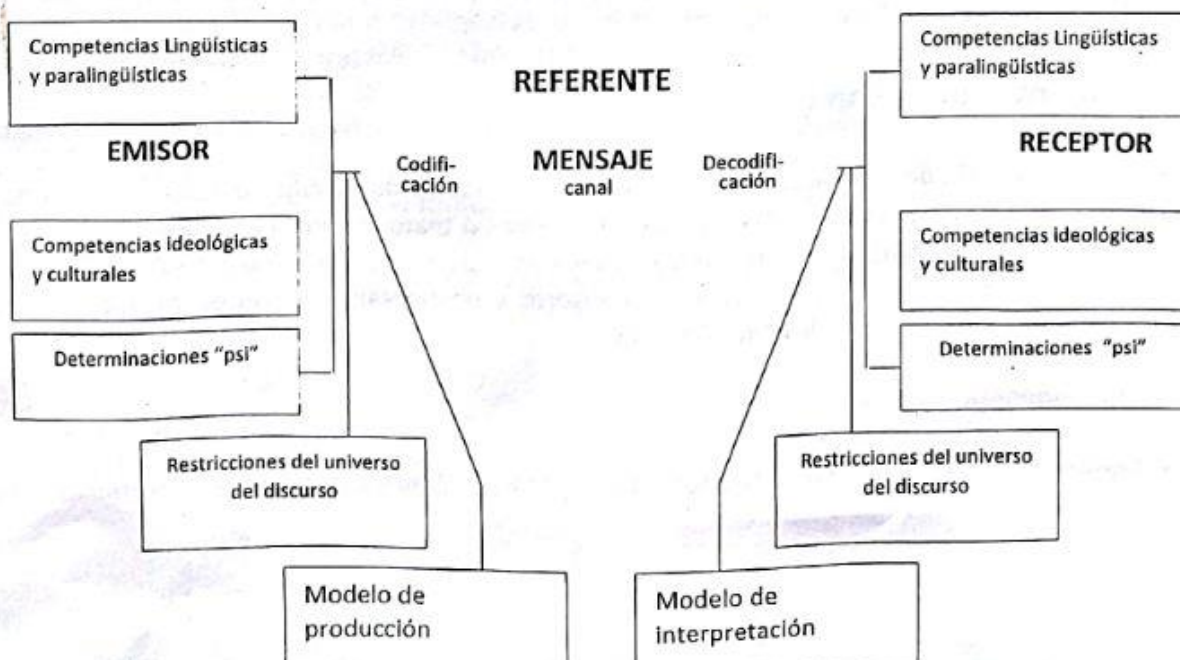 Competencias Lingüísticas
y paralingüísticas
EMISOR
Competencias ideológicas
y culturales
Determinaciones "psi"
Restricciones del universo
del discurso
Modelo de
producción
REFERENTE
Codifi-
cación
MENSAJE
canal
Decodifi-
cación
Competencias Lingüísticas
y paralingüísticas
RECEPTOR
Competencias ideológicas
y culturales
Determinaciones "psi"
Restricciones del universo
del discurso
Modelo de
interpretación